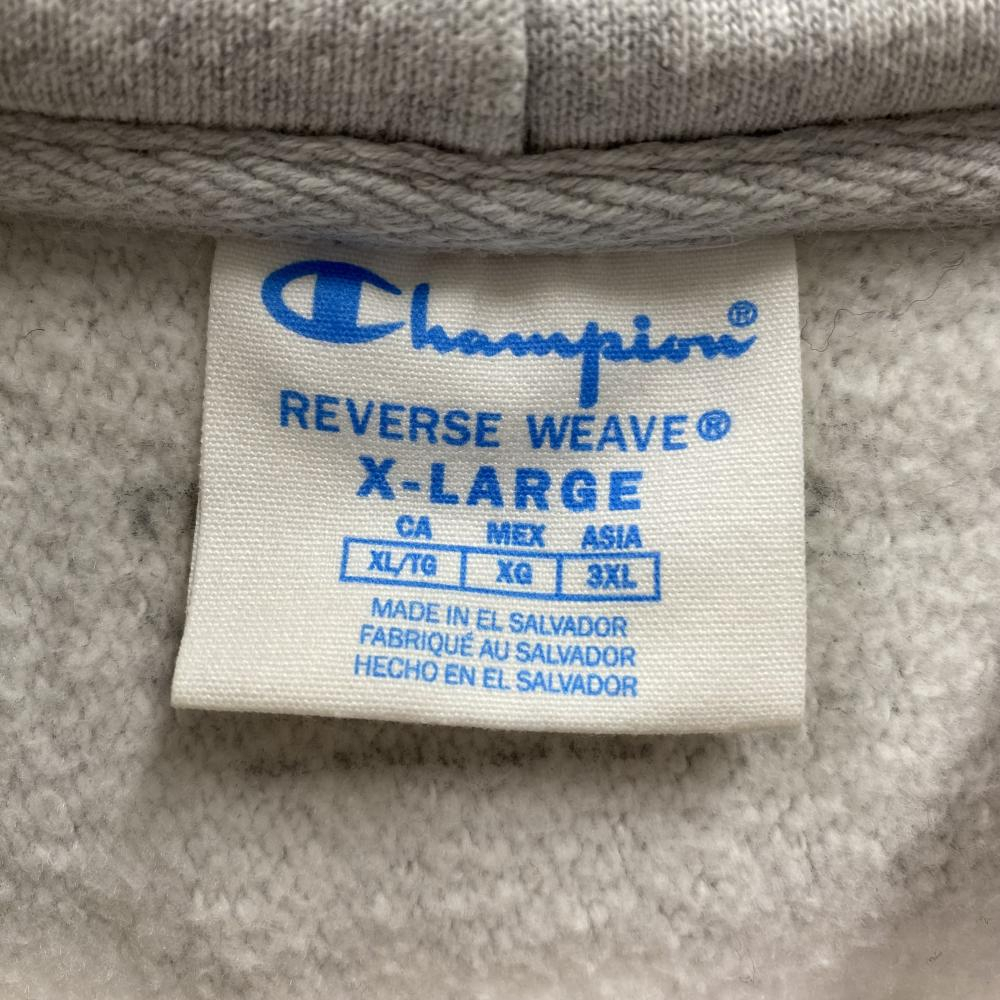 Champion®
REVERSE WEAVE®
X-LARGE
CA MEX ASIA
XL/TG XG 3XL
MADE IN EL SALVADOR
FABRIQUÉ AU SALVADOR
HECHO EN EL SALVADOR